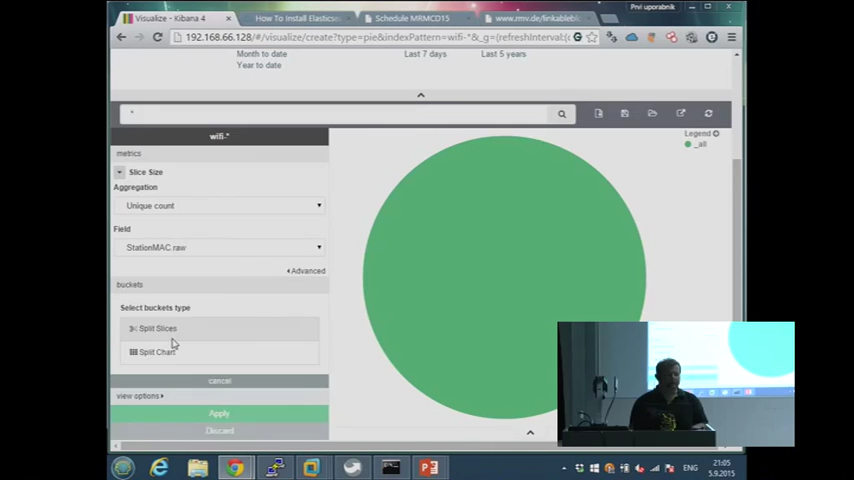 Prvi uporabnik
Visualize - Kibana 4
How To Install Elasticse
Schedule MRMCD15
www.rmv.de/linkablebl
192.168.66.128/#/visualize/create?type=pie&indexPattern=wifi-*&_g=(refreshInterval:(
Month to date
Last 7 days
Last 5 years
Year to date
*
wifi-*
Legend
_all
metrics
Slice Size
Aggregation
Unique count
Field
StationMAC.raw
Advanced
buckets
Select buckets type
Split Slices
Split Chart
cancel
view options
Apply
Discard
ENG
21:05
5.9.2015